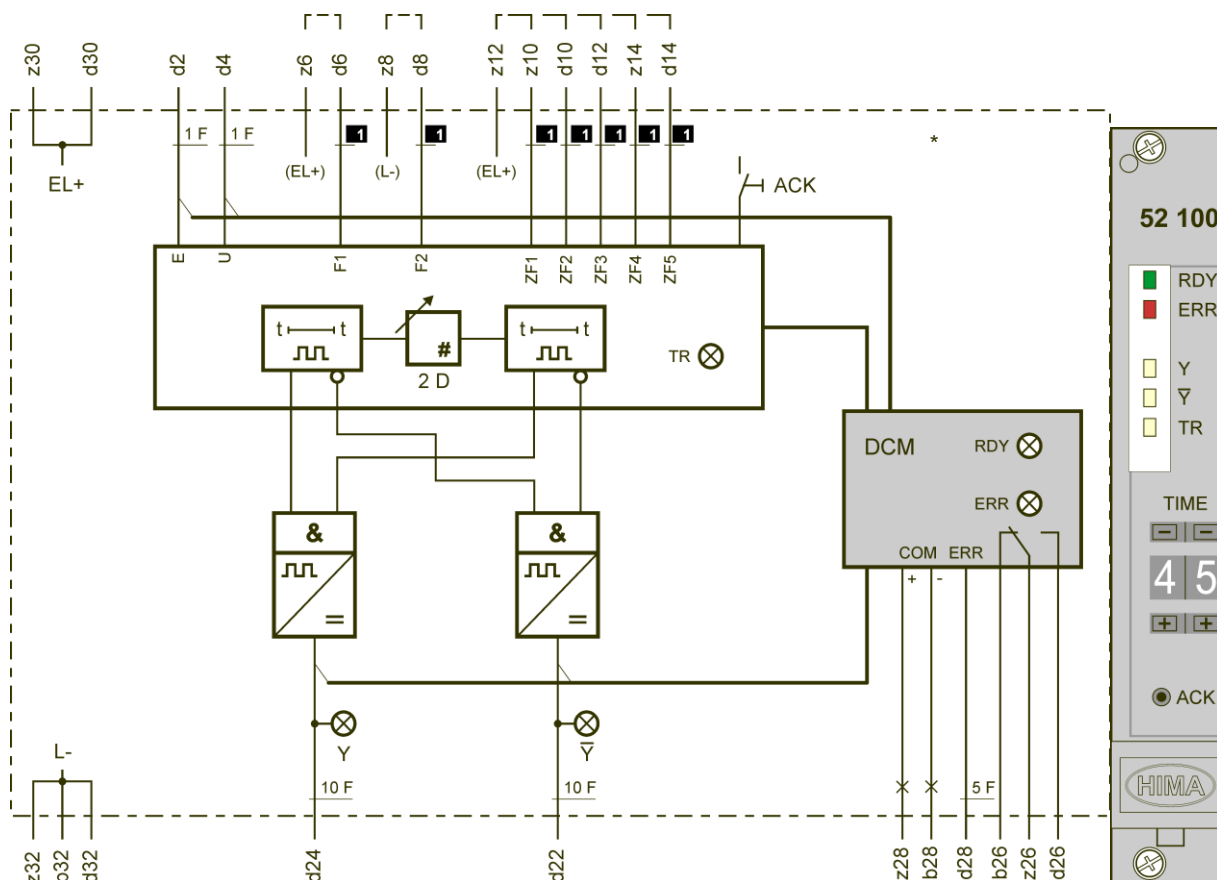 z30 d30 d2 d4 z6 d6 z8 d8 z12 z10 d10 d12 z14 d14
1 F 1 F 1 1 1 1 1 1 1 *
EL+ (EL+) (L-) (EL+) ACK
E U F1 F2 ZF1 ZF2 ZF3 ZF4 ZF5
t t # t t
2 D TR
DCM RDY
ERR
COM ERR
+ -
& &
= =
Y Y̅
L- 10 F 10 F 5 F
z32 b32 d32 d24 d22 z28 b28 d28 b26 z26 d26
52 100
RDY
ERR
Y
Y̅
TR
TIME
- -
4 5
+ +
ACK
HIMA